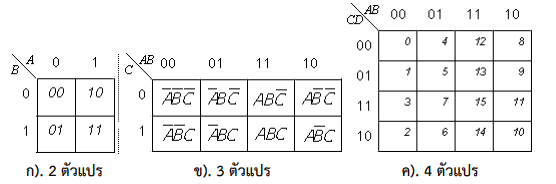 A
B
0 1
0 00 10
1 01 11
ก). 2 ตัวแปร
AB
C
00 01 11 10
0 A̅B̅C̅ A̅BC̅ ABC̅ AB̅C̅
1 A̅B̅C A̅BC ABC AB̅C
ข). 3 ตัวแปร
AB
CD
00 01 11 10
00 0 4 12 8
01 1 5 13 9
11 3 7 15 11
10 2 6 14 10
ค). 4 ตัวแปร